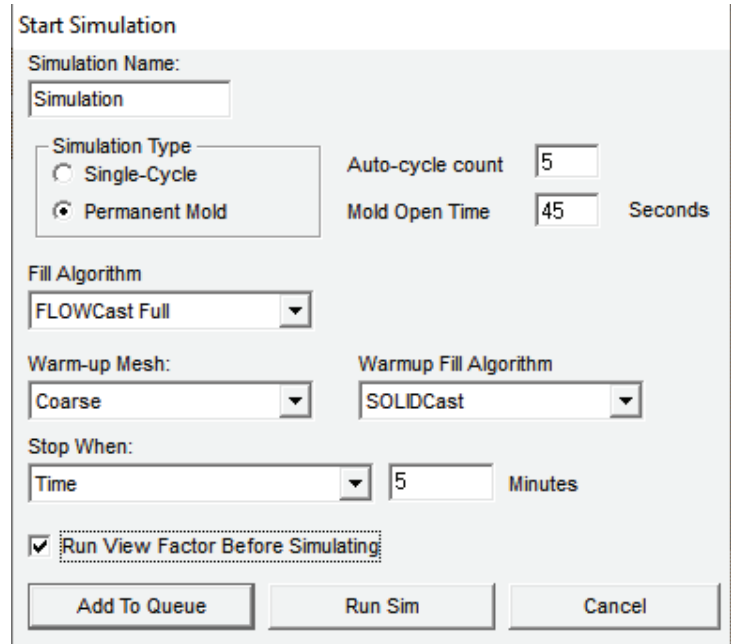 Start Simulation
Simulation Name:
Simulation
Simulation Type
Single-Cycle
Permanent Mold
Auto-cycle count 5
Mold Open Time 45 Seconds
Fill Algorithm
FLOWCast Full
Warm-up Mesh: Warmup Fill Algorithm
Coarse SOLIDCast
Stop When:
Time 5 Minutes
Run View Factor Before Simulating
Add To Queue Run Sim Cancel